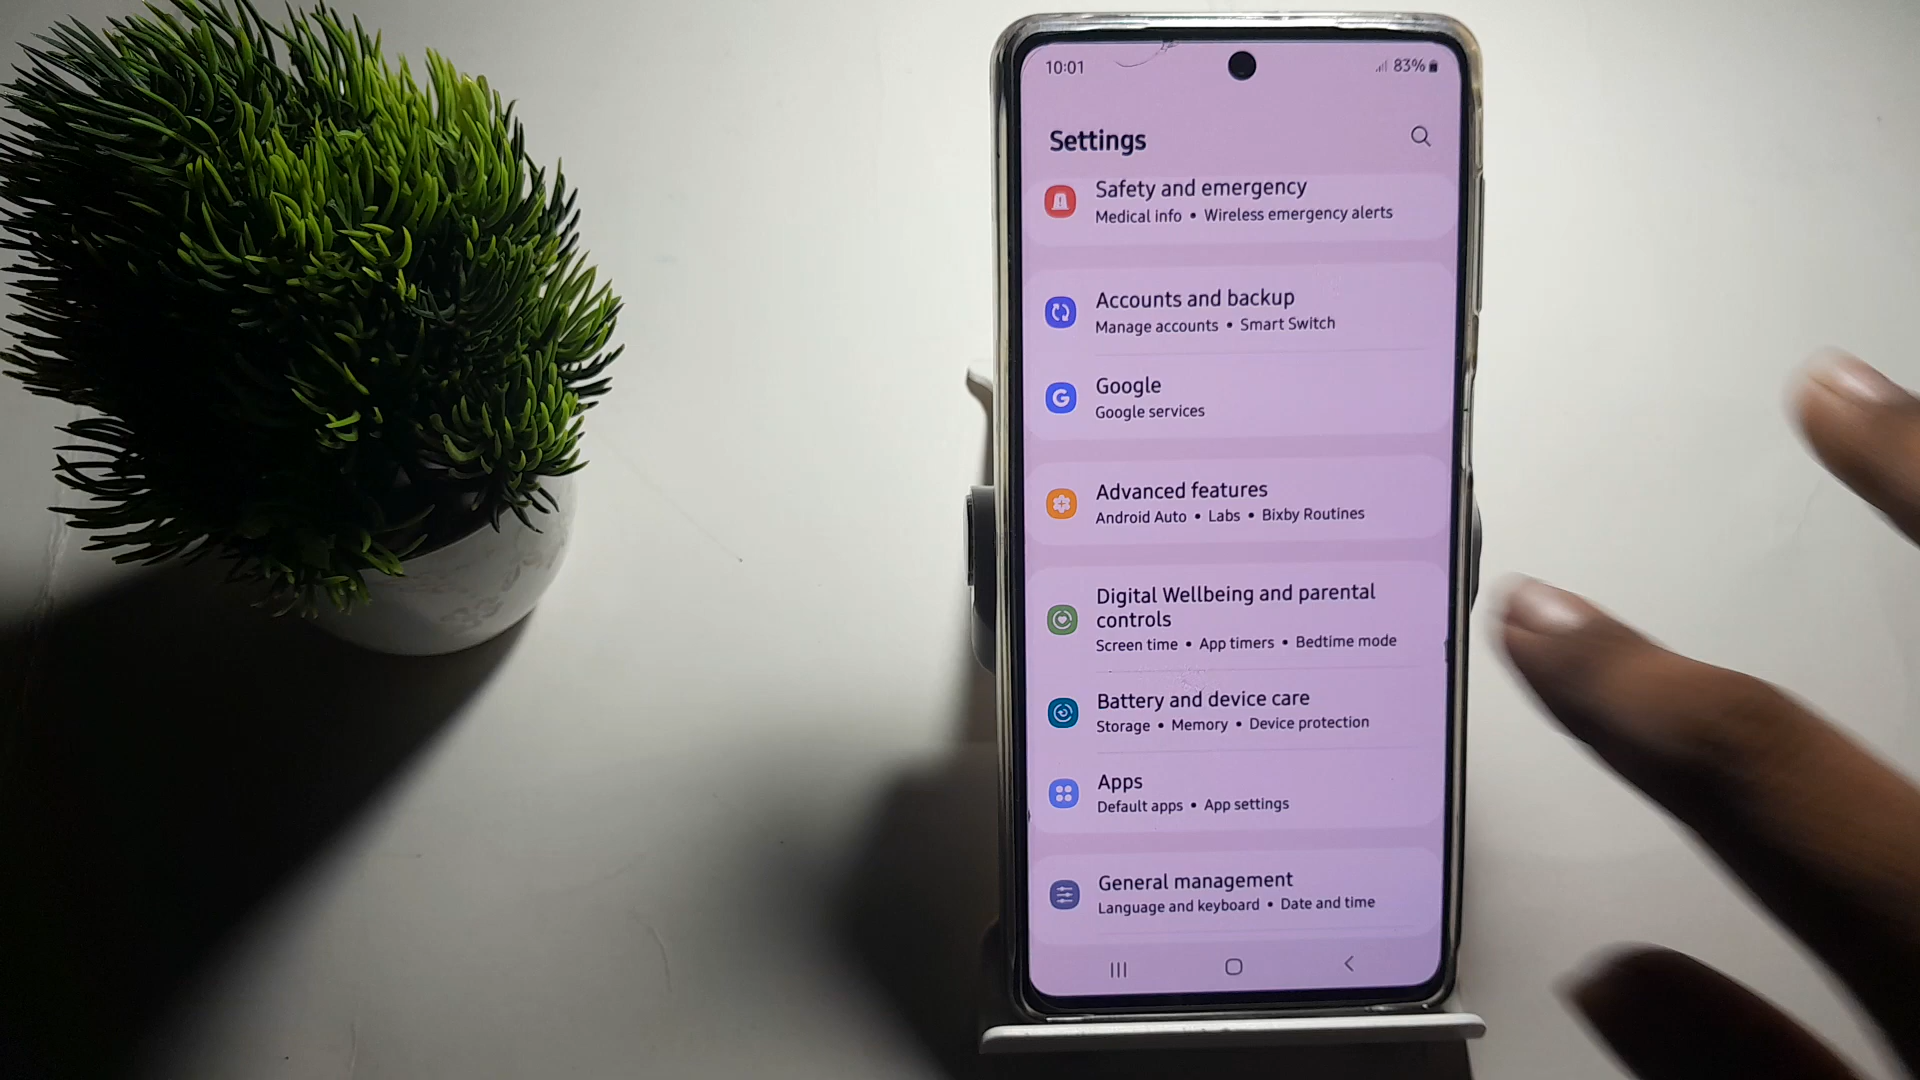 10:01
83%
Settings
Safety and emergency
Medical info • Wireless emergency alerts
Accounts and backup
Manage accounts • Smart Switch
Google
Google services
Advanced features
Android Auto • Labs • Bixby Routines
Digital Wellbeing and parental
controls
Screen time • App timers • Bedtime mode
Battery and device care
Storage • Memory • Device protection
Apps
Default apps • App settings
General management
Language and keyboard • Date and time